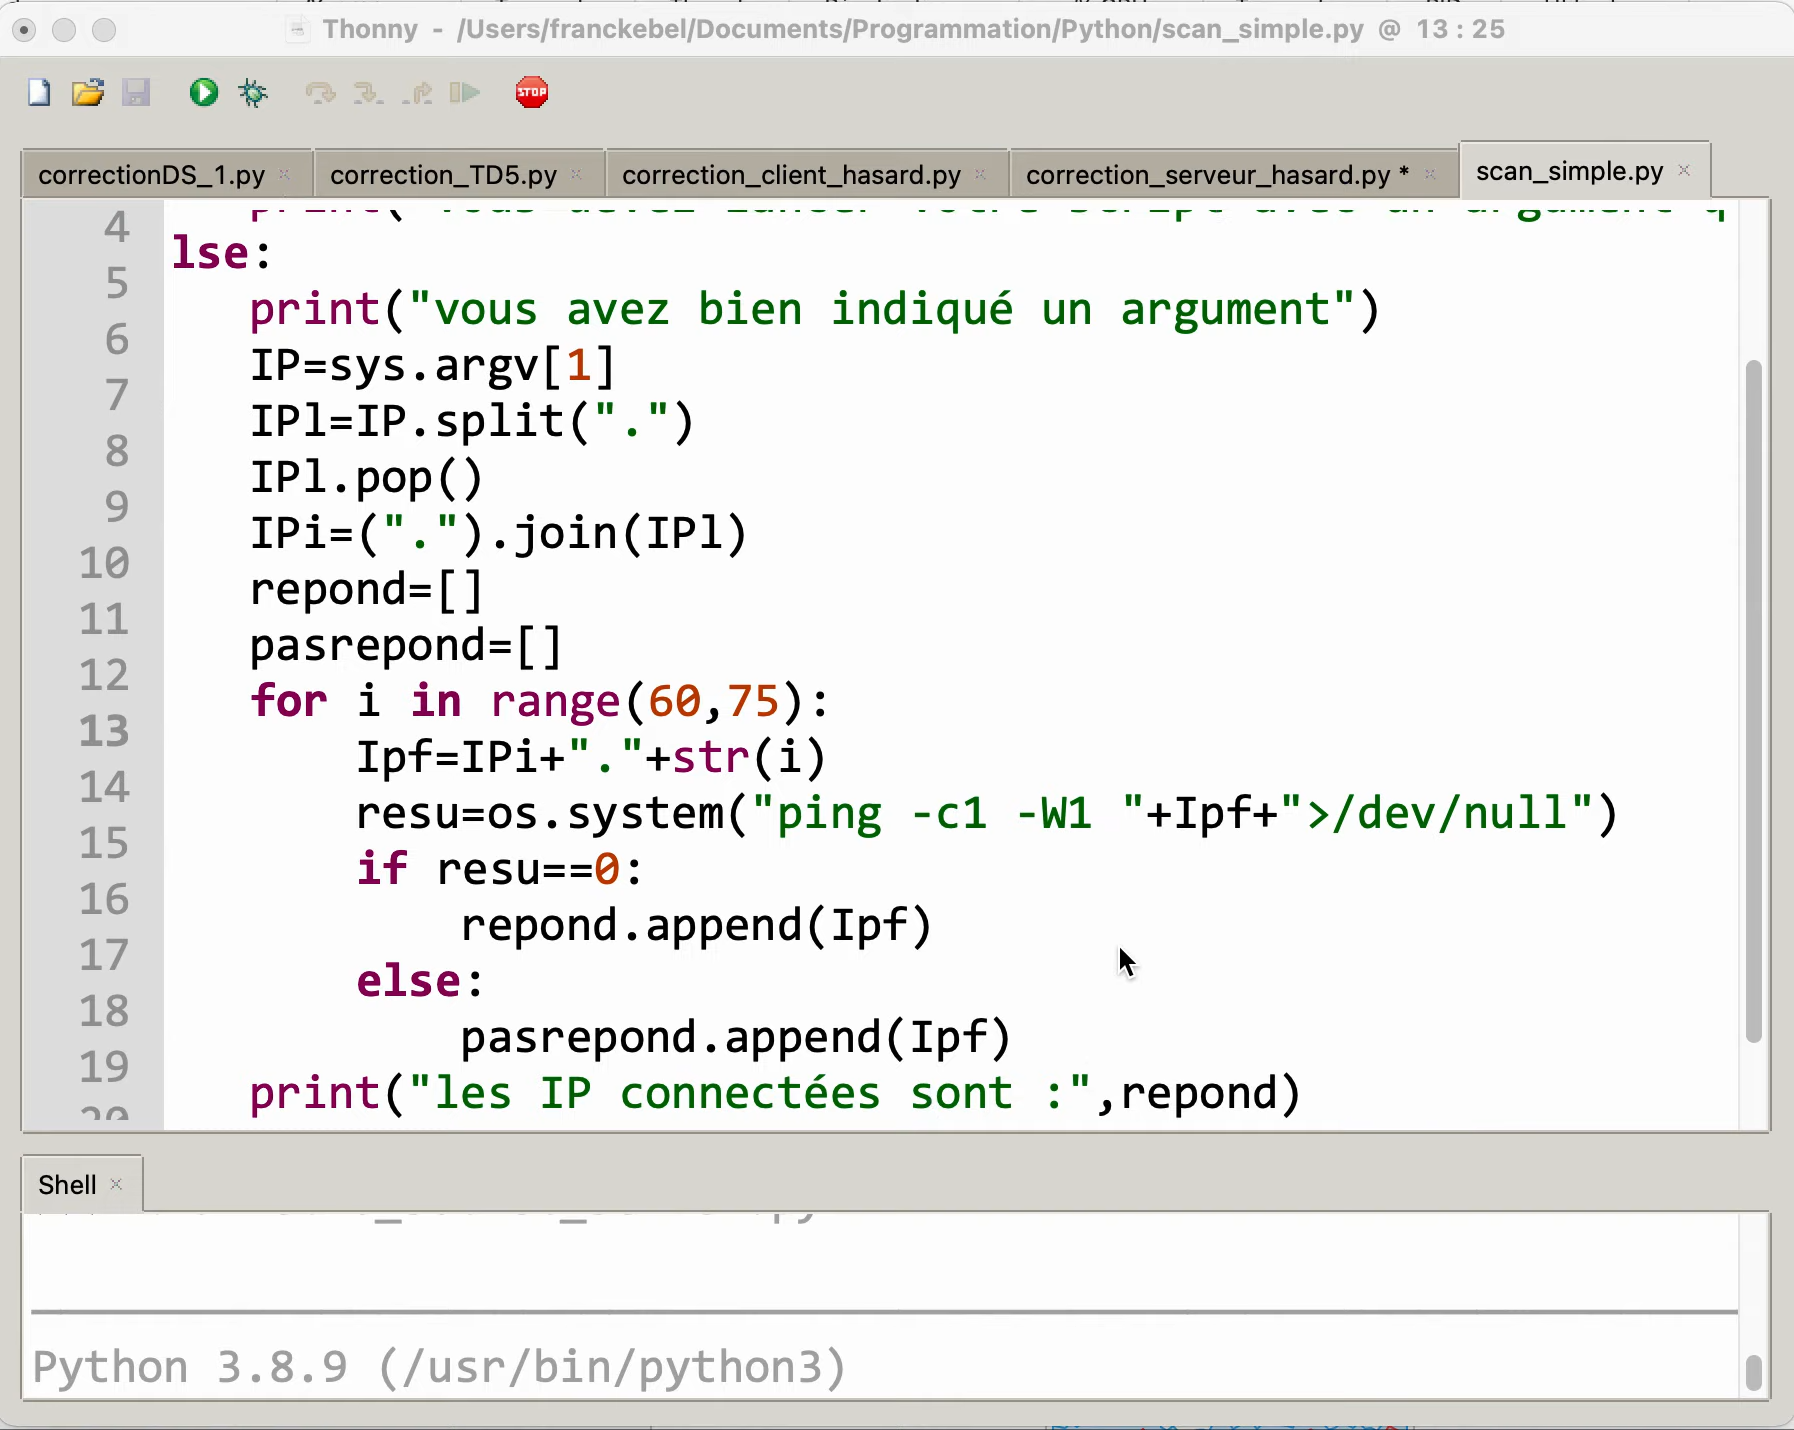 Thonny - /Users/franckebel/Documents/Programmation/Python/scan_simple.py @ 13 : 25
STOP
correctionDS_1.py
correction_TD5.py
correction_client_hasard.py
correction_serveur_hasard.py *
scan_simple.py
4
lse:
5
print("vous avez bien indiqué un argument")
6
IP=sys.argv[1]
7
IPl=IP.split(".")
8
IPl.pop()
9
IPi=(".").join(IPl)
10
repond=[]
11
pasrepond=[]
12
for i in range(60,75):
13
Ipf=IPi+"."+str(i)
14
resu=os.system("ping -c1 -W1 "+Ipf+">/dev/null")
15
if resu==0:
16
repond.append(Ipf)
17
else:
18
pasrepond.append(Ipf)
19
print("les IP connectées sont :",repond)
Shell
Python 3.8.9 (/usr/bin/python3)